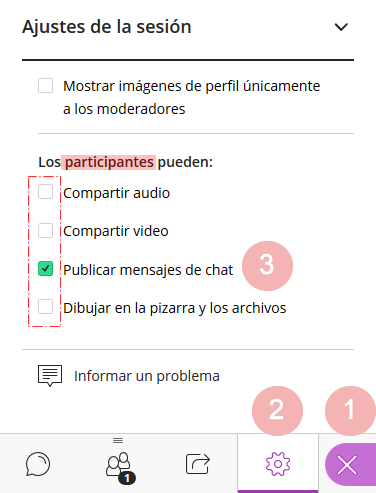 Ajustes de la sesión
Mostrar imágenes de perfil únicamente
a los moderadores
Los participantes pueden:
Compartir audio
Compartir video
Publicar mensajes de chat
3
Dibujar en la pizarra y los archivos
Informar un problema
2
1
1